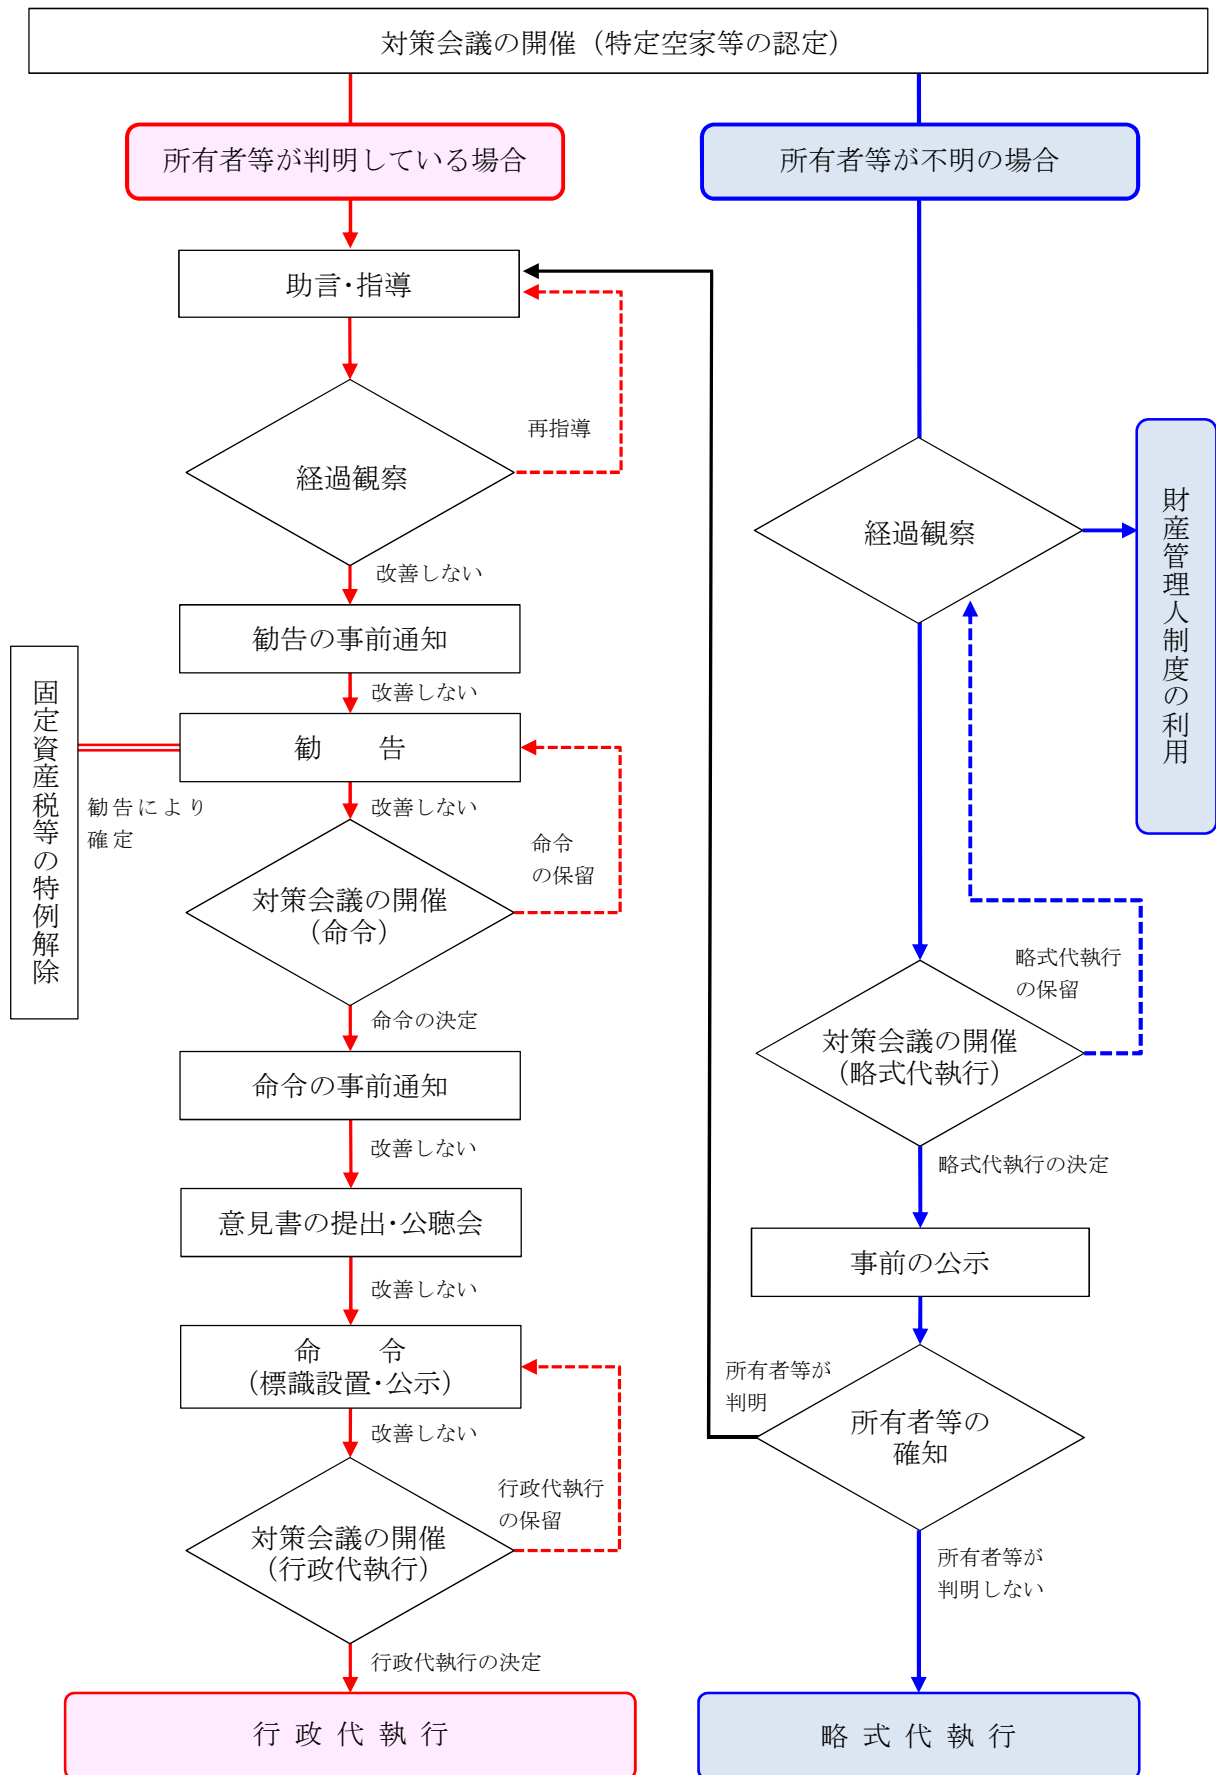 対策会議の開催（特定空家等の認定）
所有者等が判明している場合
所有者等が不明の場合
助言・指導
再指導
経過観察
改善しない
勧告の事前通知
改善しない
勧　　告
固定資産税等の特例解除
勧告により
確定
改善しない
命令
の保留
対策会議の開催
（命令）
命令の決定
命令の事前通知
改善しない
意見書の提出・公聴会
改善しない
命　　令
（標識設置・公示）
改善しない
行政代執行
の保留
対策会議の開催
（行政代執行）
行政代執行の決定
行 政 代 執 行
経過観察
財産管理人制度の利用
略式代執行
の保留
対策会議の開催
（略式代執行）
略式代執行の決定
事前の公示
所有者等が
判明
所有者等の
確知
所有者等が
判明しない
略 式 代 執 行